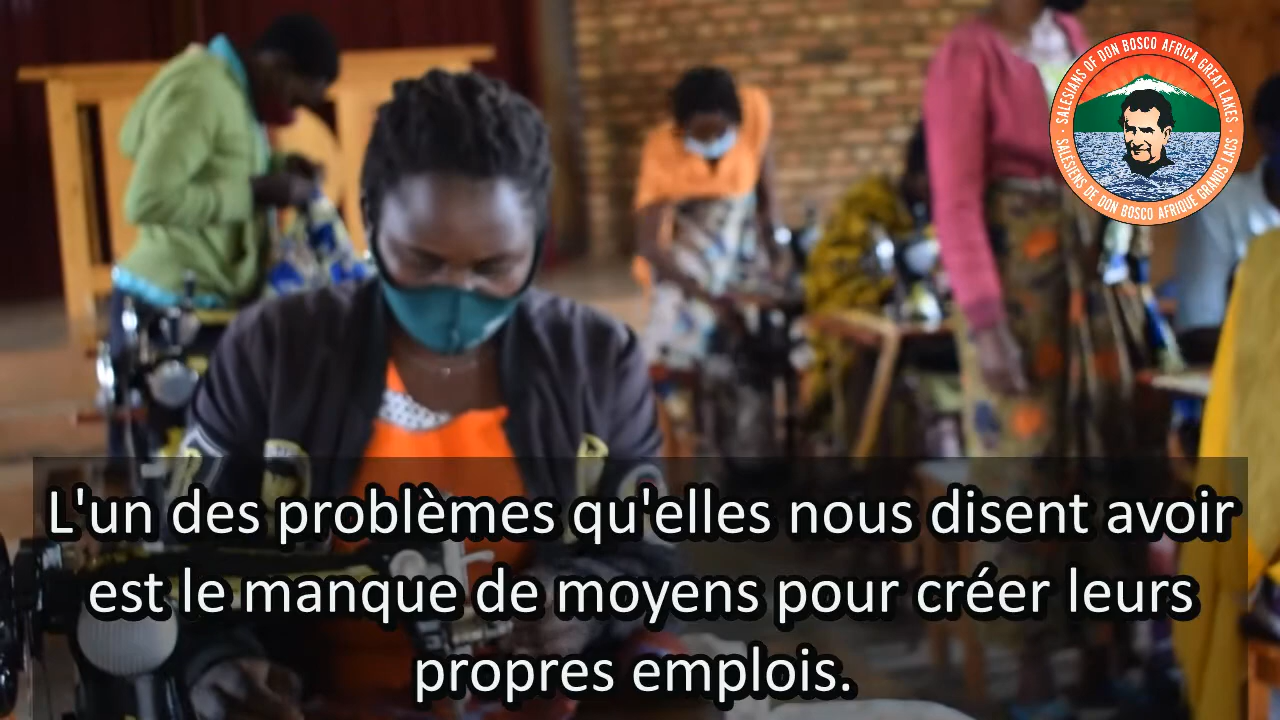 SALESIANS OF DON BOSCO AFRICA GREAT LAKES
SALESIENS DE DON BOSCO AFRIQUE GRANDS LACS
L'un des problèmes qu'elles nous disent avoir
est le manque de moyens pour créer leurs
propres emplois.